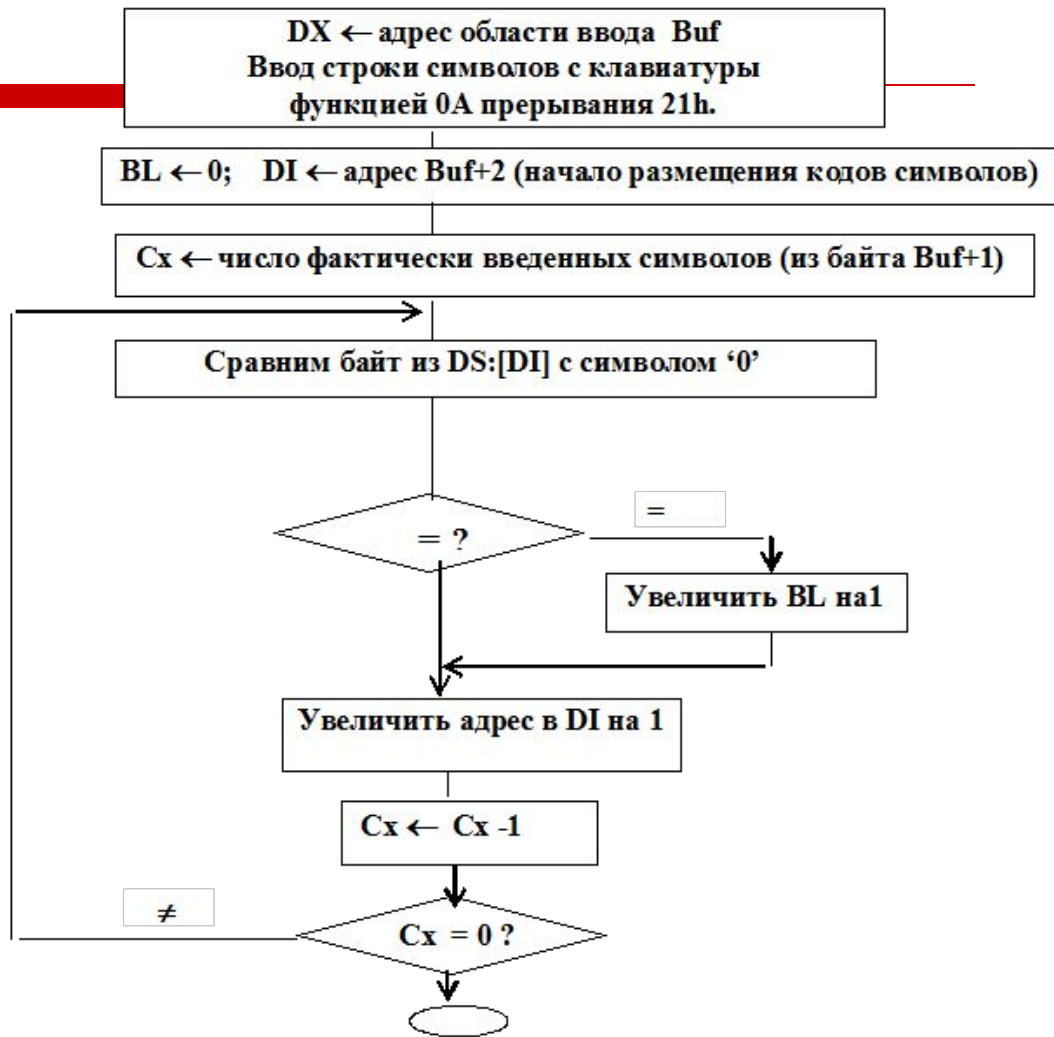 DX ← адрес области ввода Buf
Ввод строки символов с клавиатуры
функцией 0А прерывания 21h.
BL ← 0; DI ← адрес Buf+2 (начало размещения кодов символов)
Cx ← число фактически введенных символов (из байта Buf+1)
Сравним байт из DS:[DI] с символом ‘0’
=
= ?
Увеличить BL на1
Увеличить адрес в DI на 1
Cx ← Cx -1
≠
Cx = 0 ?